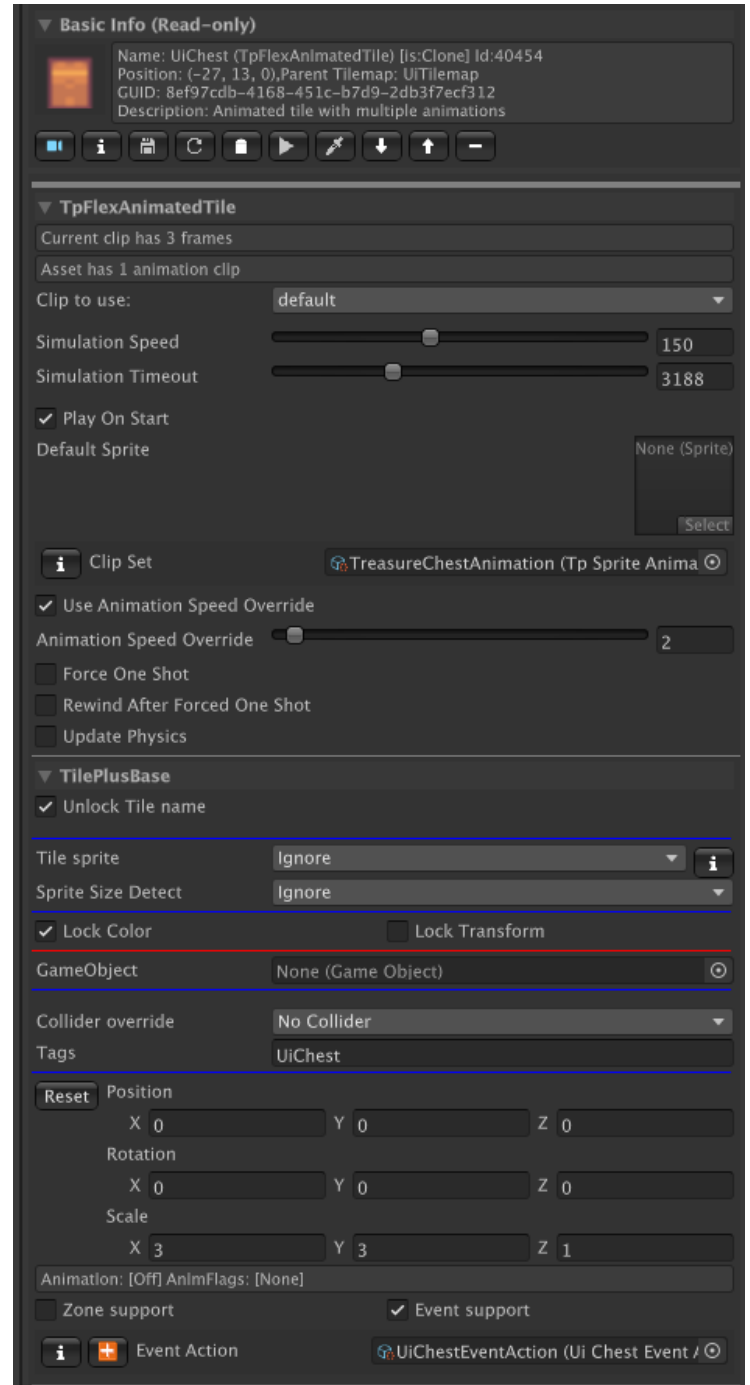 Basic Info (Read-only)
Name: UiChest (TpFlexAnimatedTile) [is:Clone] Id:40454
Position: (-27, 13, 0),Parent Tilemap: UiTilemap
GUID: 8ef97cdb-4168-451c-b7d9-2db3f7ecf312
Description: Animated tile with multiple animations
TpFlexAnimatedTile
Current clip has 3 frames
Asset has 1 animation clip
Clip to use: default
Simulation Speed 150
Simulation Timeout 3188
Play On Start
Default Sprite None (Sprite)
Select
Clip Set TreasureChestAnimation (Tp Sprite Anima
Use Animation Speed Override
Animation Speed Override 2
Force One Shot
Rewind After Forced One Shot
Update Physics
TilePlusBase
Unlock Tile name
Tile sprite Ignore
Sprite Size Detect Ignore
Lock Color Lock Transform
GameObject None (Game Object)
Collider override No Collider
Tags UiChest
Reset Position
X 0 Y 0 Z 0
Rotation
X 0 Y 0 Z 0
Scale
X 3 Y 3 Z 1
Animation: [Off] AnimFlags: [None]
Zone support Event support
Event Action UiChestEventAction (Ui Chest Event A